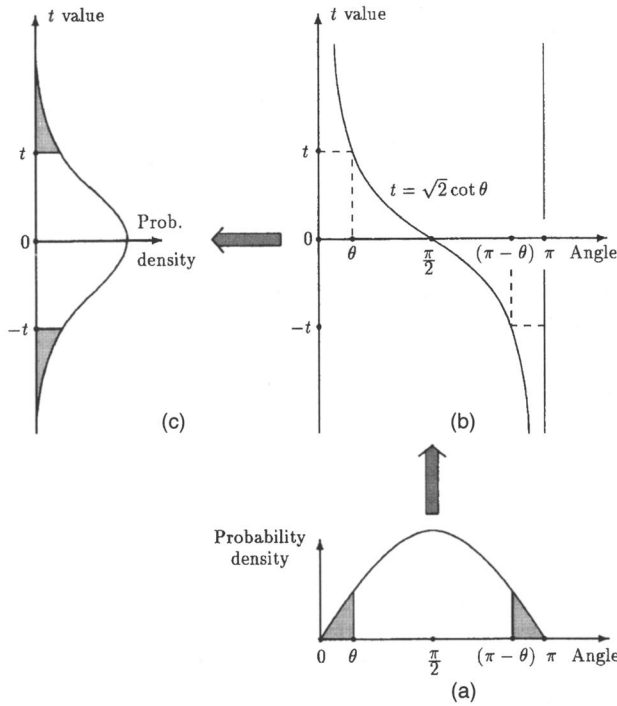 t value
t
0
−t
Prob.
density
(c)
t value
t
t = √2 cot θ
0
θ
π/2
(π − θ)
π
Angle
−t
(b)
Probability
density
0
θ
π/2
(π − θ)
π
Angle
(a)